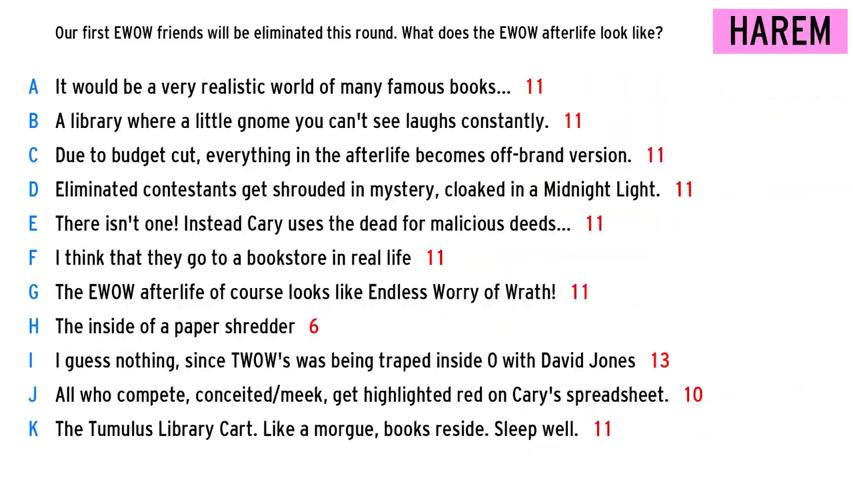 Our first EWOW friends will be eliminated this round. What does the EWOW afterlife look like?
HAREM
A It would be a very realistic world of many famous books... 11
B A library where a little gnome you can't see laughs constantly. 11
C Due to budget cut, everything in the afterlife becomes off-brand version. 11
D Eliminated contestants get shrouded in mystery, cloaked in a Midnight Light. 11
E There isn't one! Instead Cary uses the dead for malicious deeds... 11
F I think that they go to a bookstore in real life 11
G The EWOW afterlife of course looks like Endless Worry of Wrath! 11
H The inside of a paper shredder 6
I I guess nothing, since TWOW's was being traped inside O with David Jones 13
J All who compete, conceited/meek, get highlighted red on Cary's spreadsheet. 10
K The Tumulus Library Cart. Like a morgue, books reside. Sleep well. 11